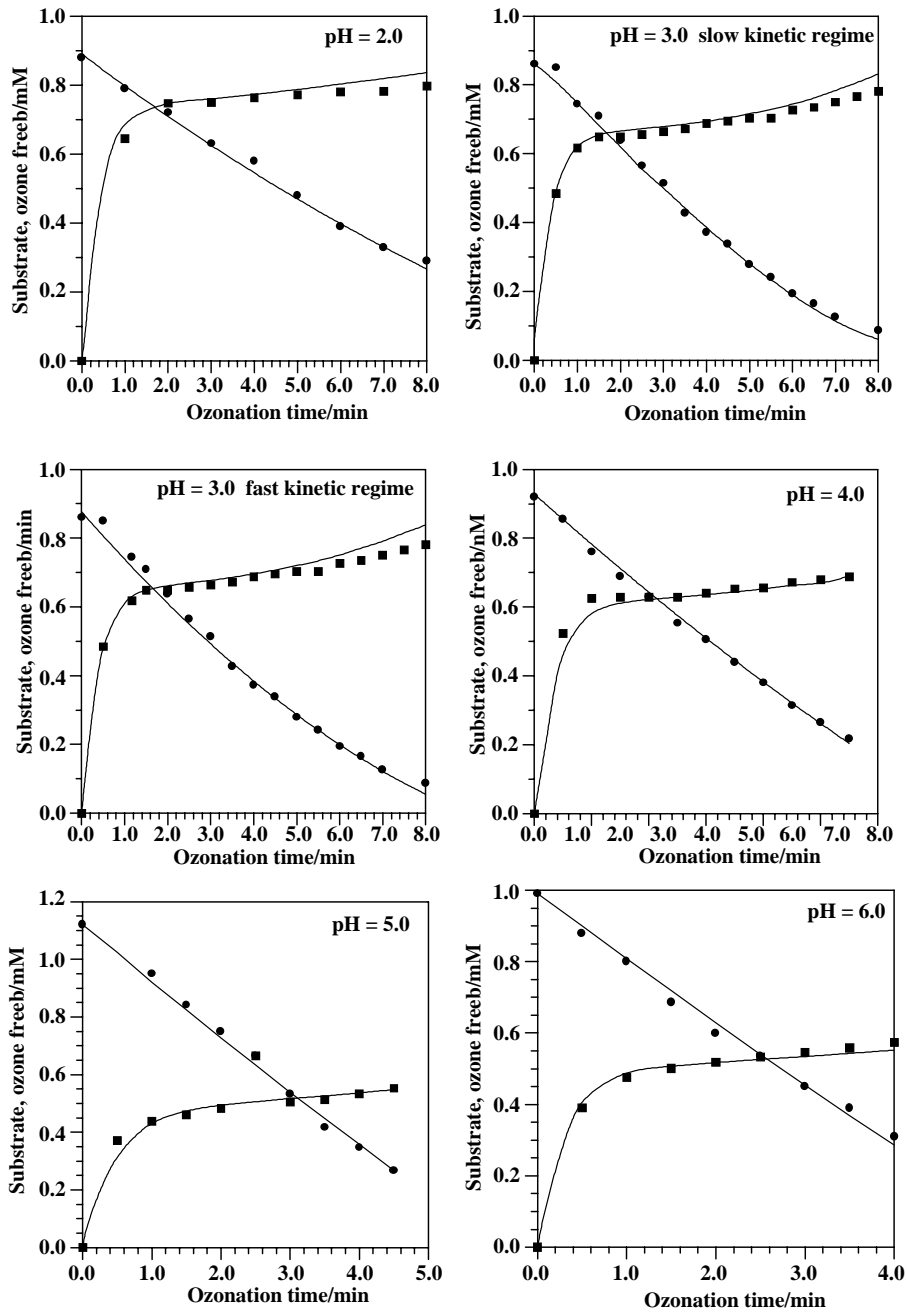 1.0
pH = 2.0
0.8
0.6
0.4
0.2
0.0
Substrate, ozone freeb/mM
0.0 1.0 2.0 3.0 4.0 5.0 6.0 7.0 8.0
Ozonation time/min
1.0
pH = 3.0 slow kinetic regime
0.8
0.6
0.4
0.2
0.0
Substrate, ozone freeb/mM
0.0 1.0 2.0 3.0 4.0 5.0 6.0 7.0 8.0
Ozonation time/min
1.0
pH = 3.0 fast kinetic regime
0.8
0.6
0.4
0.2
0.0
Substrate, ozone freeb/min
0.0 1.0 2.0 3.0 4.0 5.0 6.0 7.0 8.0
Ozonation time/min
1.0
pH = 4.0
0.8
0.6
0.4
0.2
0.0
Substrate, ozone freeb/nM
0.0 1.0 2.0 3.0 4.0 5.0 6.0 7.0 8.0
Ozonation time/min
1.2
pH = 5.0
1.0
0.8
0.6
0.4
0.2
0.0
Substrate, ozone freeb/mM
0.0 1.0 2.0 3.0 4.0 5.0
Ozonation time/min
1.0
pH = 6.0
0.8
0.6
0.4
0.2
0.0
Substrate, ozone freeb/mM
0.0 1.0 2.0 3.0 4.0
Ozonation time/min